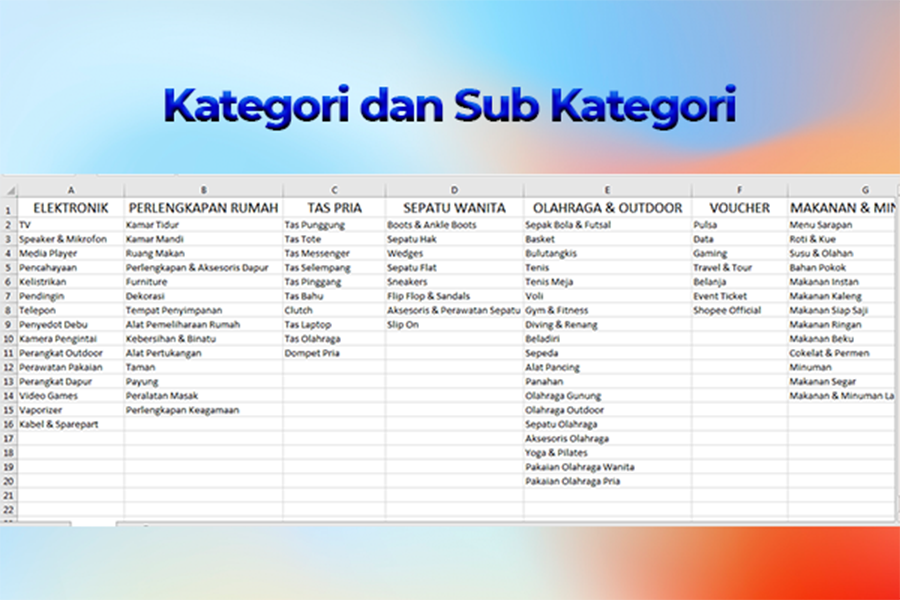 Kategori dan Sub Kategori
A B C D E F G
1 ELEKTRONIK PERLENGKAPAN RUMAH TAS PRIA SEPATU WANITA OLAHRAGA & OUTDOOR VOUCHER MAKANAN & MIN
2 TV Kamar Tidur Tas Punggung Boots & Ankle Boots Sepak Bola & Futsal Pulsa Menu Sarapan
3 Speaker & Mikrofon Kamar Mandi Tas Tote Sepatu Hak Basket Data Roti & Kue
4 Media Player Ruang Makan Tas Messenger Wedges Bulutangkis Gaming Susu & Olahan
5 Pencahayaan Perlengkapan & Aksesoris Dapur Tas Selempang Sepatu Flat Tenis Travel & Tour Bahan Pokok
6 Kelistrikan Furniture Tas Pinggang Sneakers Tenis Meja Belanja Makanan Instan
7 Pendingin Dekorasi Tas Bahu Flip Flop & Sandals Voli Event Ticket Makanan Kaleng
8 Telepon Tempat Penyimpanan Clutch Aksesoris & Perawatan Sepatu Gym & Fitness Shopee Official Makanan Siap Saji
9 Penyedot Debu Alat Pemeliharaan Rumah Tas Laptop Slip On Diving & Renang Makanan Ringan
10 Kamera Pengintai Kebersihan & Binatu Tas Olahraga Beladiri Makanan Beku
11 Perangkat Outdoor Alat Pertukangan Dompet Pria Sepeda Cokelat & Permen
12 Perawatan Pakaian Taman Alat Pancing Minuman
13 Perangkat Dapur Payung Panahan Makanan Segar
14 Video Games Peralatan Masak Olahraga Gunung Makanan & Minuman La
15 Vaporizer Perlengkapan Keagamaan Olahraga Outdoor
16 Kabel & Sparepart Sepatu Olahraga
17 Aksesoris Olahraga
18 Yoga & Pilates
19 Pakaian Olahraga Wanita
20 Pakaian Olahraga Pria
21
22